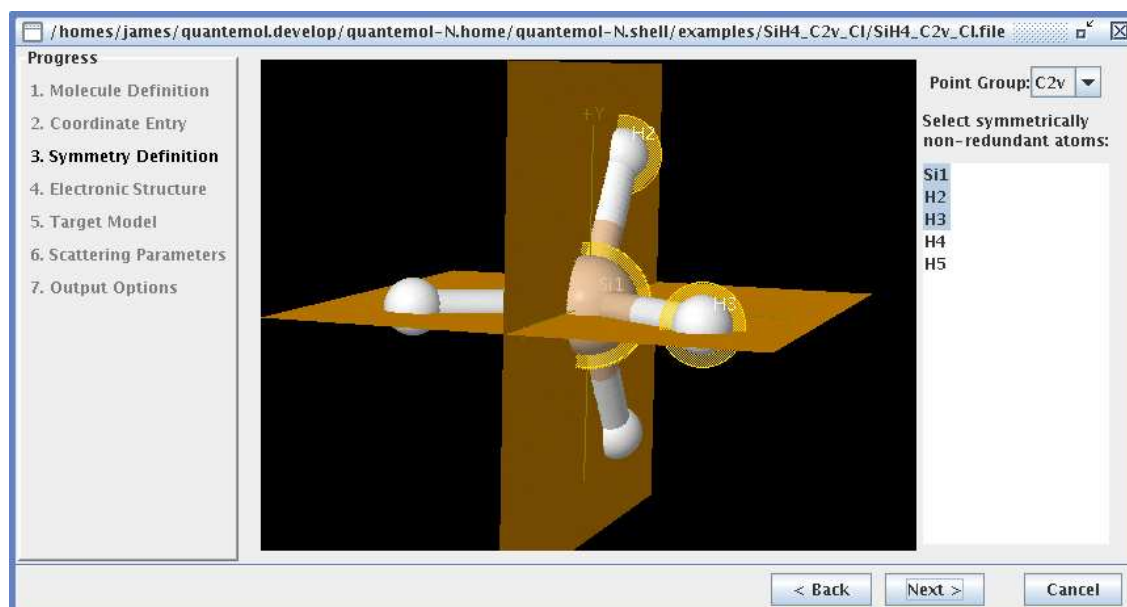 /homes/james/quantemol.develop/quantemol-N.home/quantemol-N.shell/examples/SiH4_C2v_CI/SiH4_C2v_CI.file
Progress
1. Molecule Definition
2. Coordinate Entry
3. Symmetry Definition
4. Electronic Structure
5. Target Model
6. Scattering Parameters
7. Output Options
+Y
H2
Si1
H3
Point Group: C2v
Select symmetrically
non-redundant atoms:
Si1
H2
H3
H4
H5
< Back
Next >
Cancel